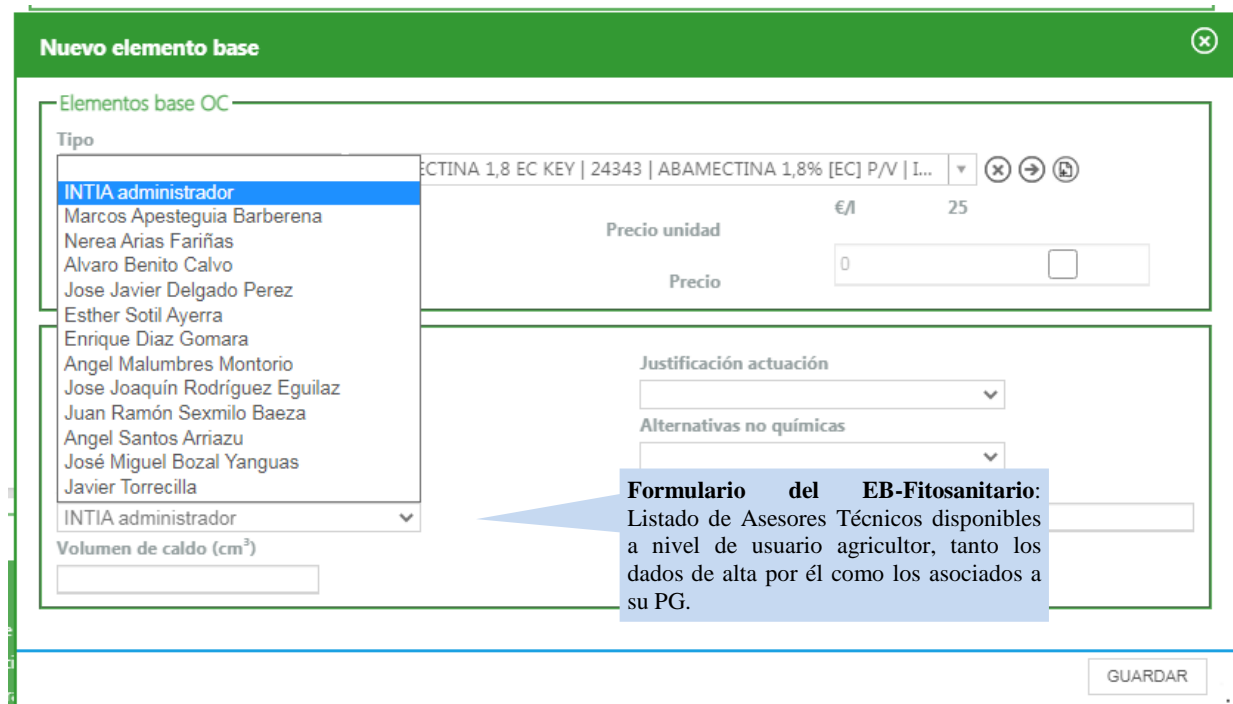 Nuevo elemento base
Elementos base OC
Tipo
ECTINA 1,8 EC KEY | 24343 | ABAMECTINA 1,8% [EC] P/V | I...
INTIA administrador
Marcos Apesteguia Barberena
Nerea Arias Fariñas
Alvaro Benito Calvo
Jose Javier Delgado Perez
Esther Sotil Ayerra
Enrique Diaz Gomara
Angel Malumbres Montorio
Jose Joaquín Rodríguez Eguilaz
Juan Ramón Sexmilo Baeza
Angel Santos Arriazu
José Miguel Bozal Yanguas
Javier Torrecilla
INTIA administrador
Volumen de caldo (cm³)
€/l 25
Precio unidad
0
Precio
Justificación actuación
Alternativas no químicas
Formulario del EB-Fitosanitario:
Listado de Asesores Técnicos disponibles
a nivel de usuario agricultor, tanto los
dados de alta por él como los asociados a
su PG.
GUARDAR